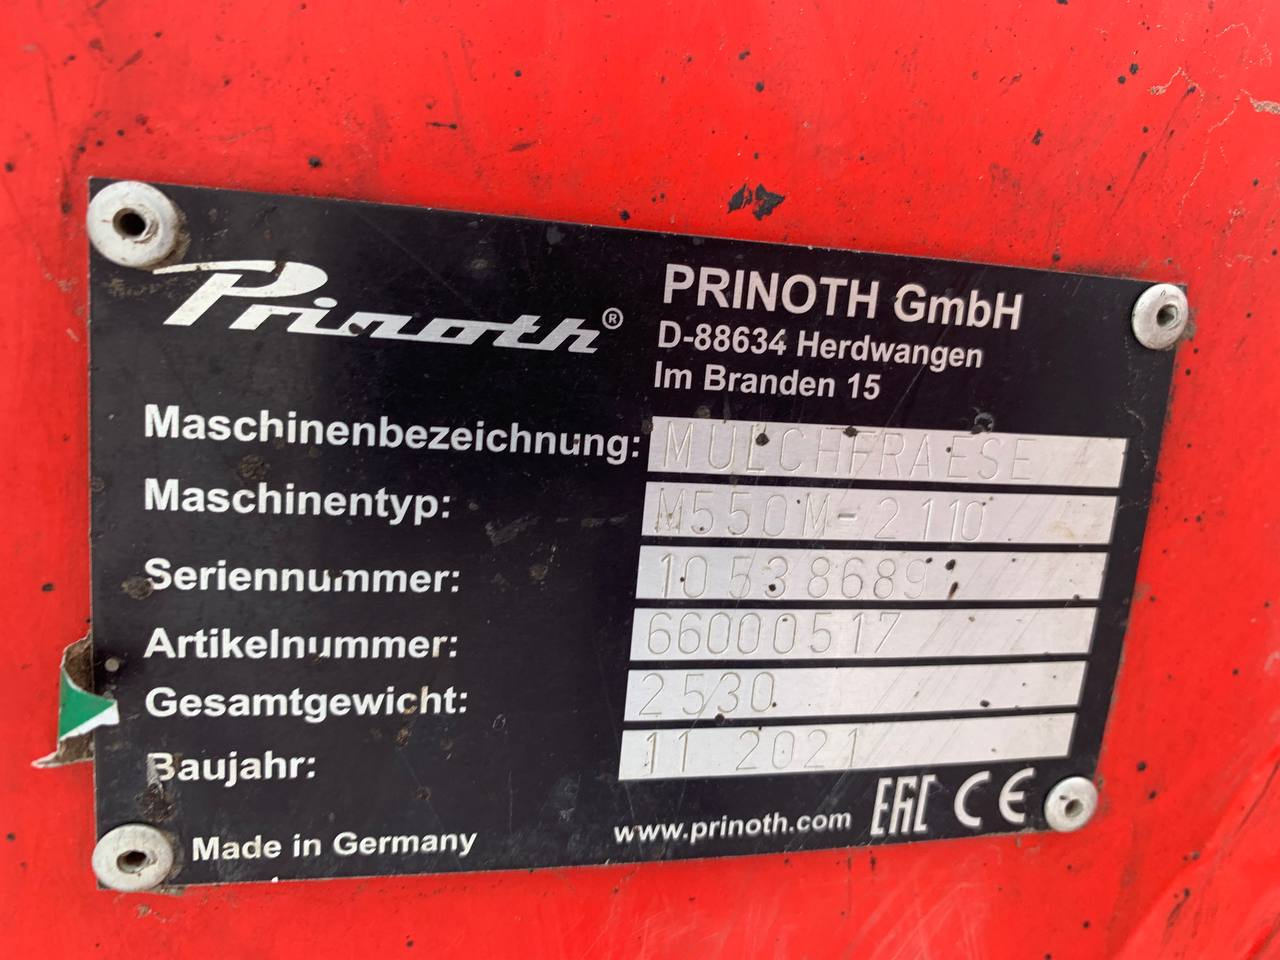 Prinoth®
PRINOTH GmbH
D-88634 Herdwangen
Im Branden 15
Maschinenbezeichnung: MULCHFRAESE
Maschinentyp: M550M-2110
Seriennummer: 10538689
Artikelnummer: 66000517
Gesamtgewicht: 2530
Baujahr: 11 2021
Made in Germany
www.prinoth.com EAC CE